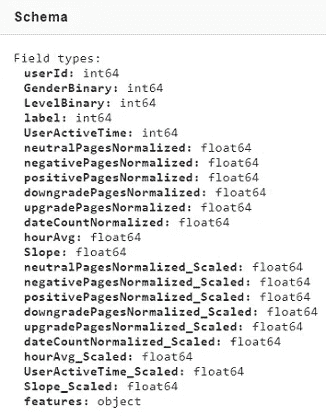 Schema
Field types:
userId: int64
GenderBinary: int64
LevelBinary: int64
label: int64
UserActiveTime: int64
neutralPagesNormalized: float64
negativePagesNormalized: float64
positivePagesNormalized: float64
downgradePagesNormalized: float64
upgradePagesNormalized: float64
dateCountNormalized: float64
hourAvg: float64
Slope: float64
neutralPagesNormalized_Scaled: float64
negativePagesNormalized_Scaled: float64
positivePagesNormalized_Scaled: float64
downgradePagesNormalized_Scaled: float64
upgradePagesNormalized_Scaled: float64
dateCountNormalized_Scaled: float64
hourAvg_Scaled: float64
UserActiveTime_Scaled: float64
Slope_Scaled: float64
features: object